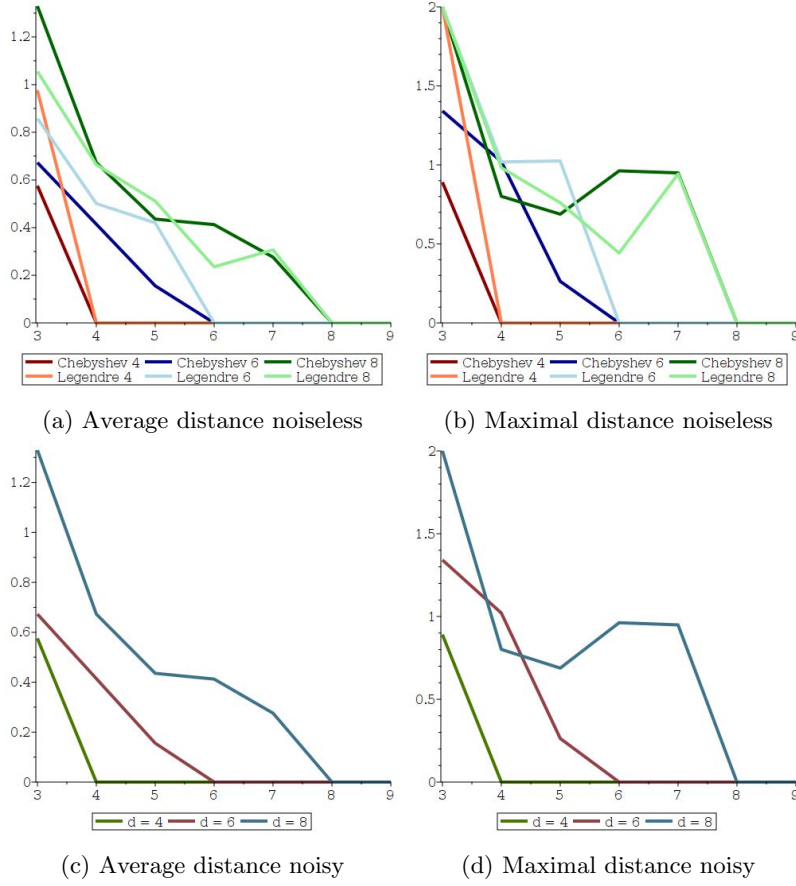 1.2
1
0.8
0.6
0.4
0.2
0
3 4 5 6 7 8 9
Chebyshev 4 Chebyshev 6 Chebyshev 8
Legendre 4 Legendre 6 Legendre 8
(a) Average distance noiseless
2
1.5
1
0.5
0
3 4 5 6 7 8 9
Chebyshev 4 Chebyshev 6 Chebyshev 8
Legendre 4 Legendre 6 Legendre 8
(b) Maximal distance noiseless
1.2
1
0.8
0.6
0.4
0.2
0
3 4 5 6 7 8 9
d = 4 d = 6 d = 8
(c) Average distance noisy
2
1.5
1
0.5
0
3 4 5 6 7 8 9
d = 4 d = 6 d = 8
(d) Maximal distance noisy